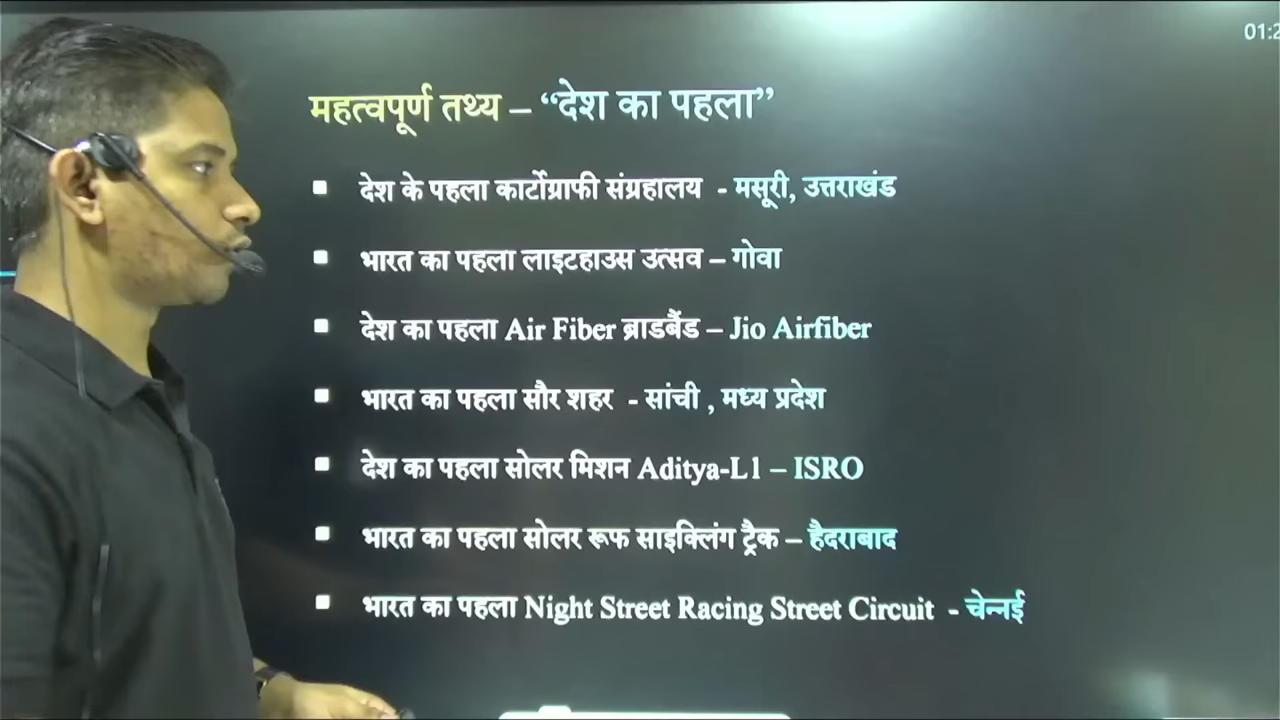 01:2
महत्वपूर्ण तथ्य – “देश का पहला”
▪ देश के पहला कार्टोग्राफी संग्रहालय - मसूरी, उत्तराखंड
▪ भारत का पहला लाइटहाउस उत्सव – गोवा
▪ देश का पहला Air Fiber ब्राडबैंड – Jio Airfiber
▪ भारत का पहला सौर शहर - सांची , मध्य प्रदेश
▪ देश का पहला सोलर मिशन Aditya-L1 – ISRO
▪ भारत का पहला सोलर रूफ साइक्लिंग ट्रैक – हैदराबाद
▪ भारत का पहला Night Street Racing Street Circuit - चेन्नई